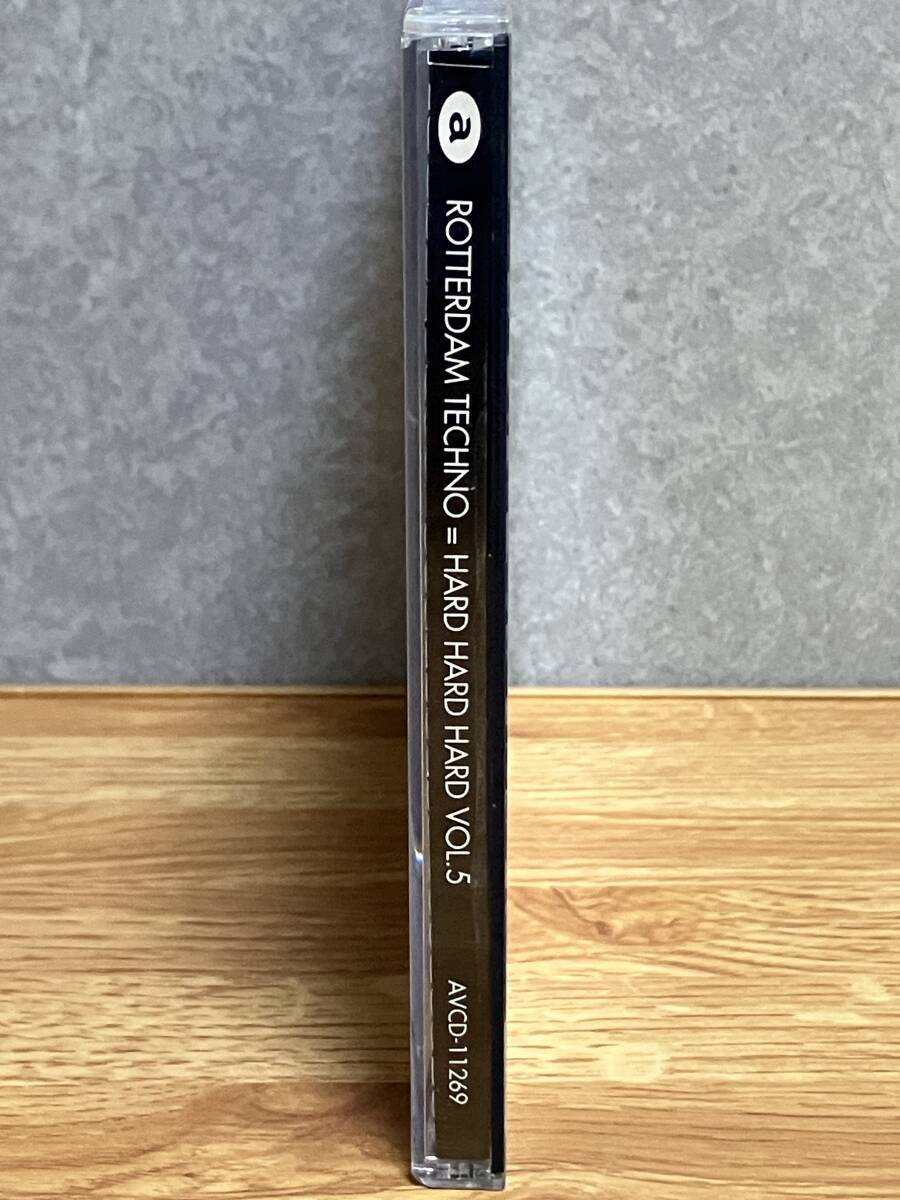 a
ROTTERDAM TECHNO = HARD HARD HARD VOL.5
AVCD-11269